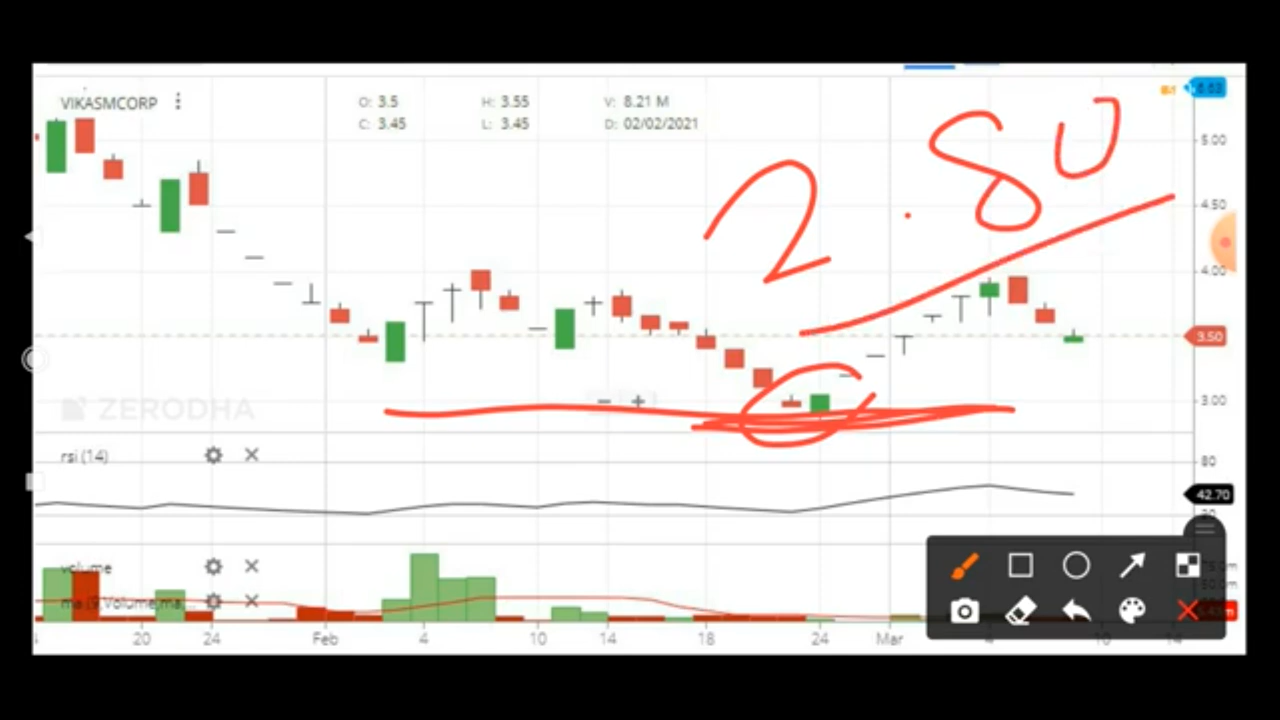 VIKASMCORP O: 3.5 H: 3.55 V: 8.21 M
C: 3.45 L: 3.45 D: 02/02/2021
2.80
5.00
4.50
4.00
3.50
3.00
ZERODHA
rsi (14)
80
42.70
volume
20 24 Feb 4 10 14 18 24 Mar